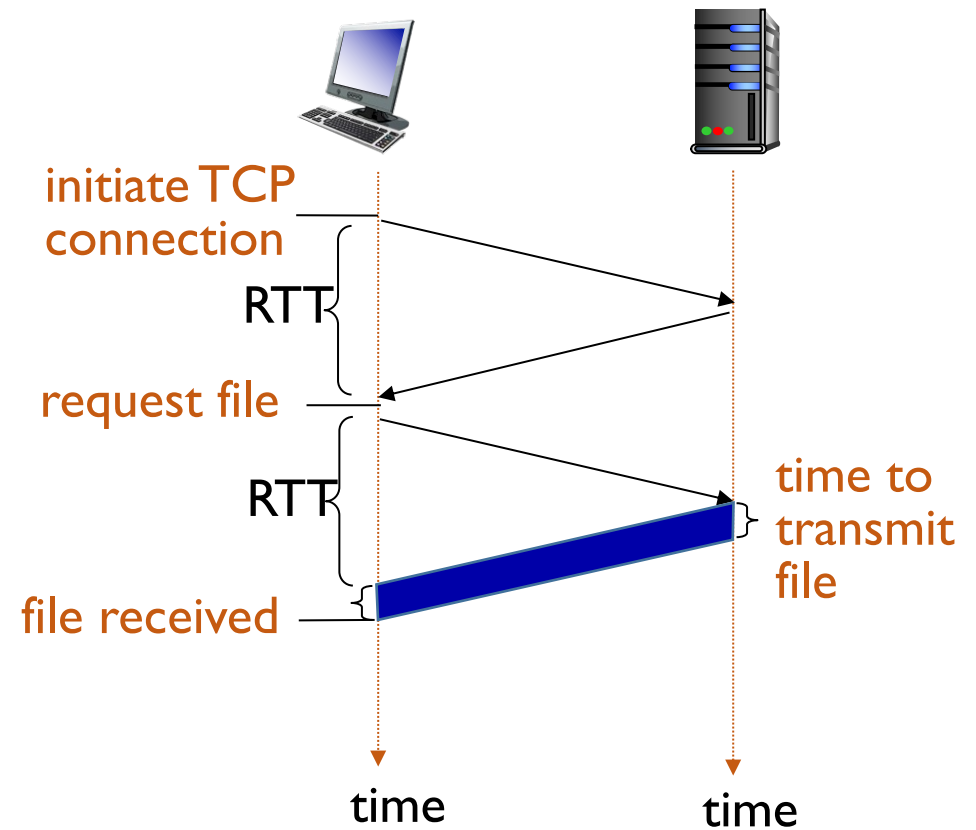 initiate TCP
connection
RTT
request file
RTT
time to
transmit
file
file received
time
time